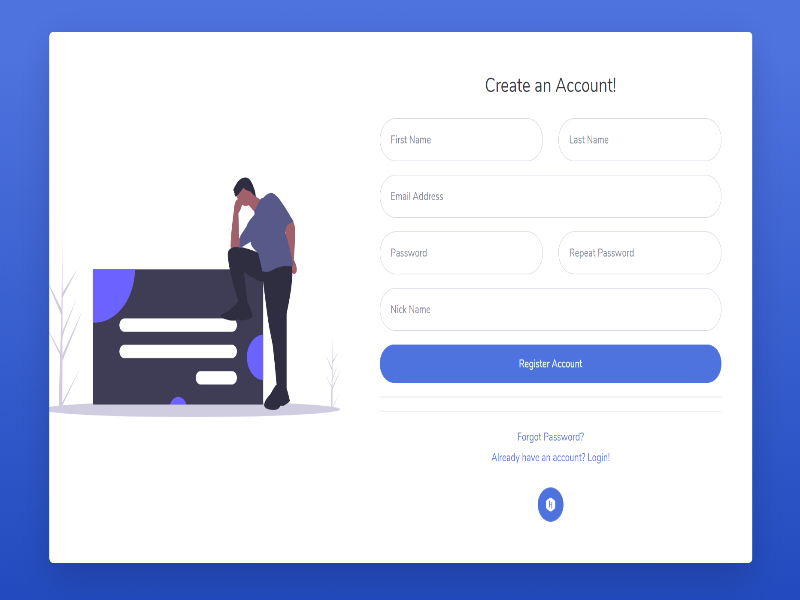 Create an Account!
First Name
Last Name
Email Address
Password
Repeat Password
Nick Name
Register Account
Forgot Password?
Already have an account? Login!